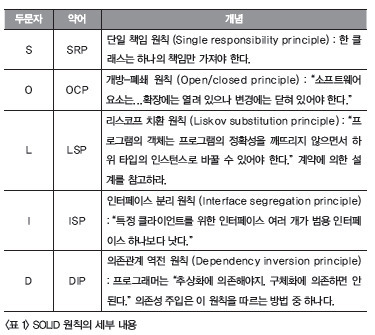 두문자 약어 개념
S SRP 단일 책임 원칙 (Single responsibility principle) : 한 클
래스는 하나의 책임만 가져야 한다.
O OCP 개방-폐쇄 원칙 (Open/closed principle) : “소프트웨어
요소는...확장에는 열려 있으나 변경에는 닫혀 있어야 한다.”
L LSP 리스코프 치환 원칙 (Liskov substitution principle) : “프
로그램의 객체는 프로그램의 정확성을 깨뜨리지 않으면서 하
위 타입의 인스턴스로 바꿀 수 있어야 한다.” 계약에 의한 설
계를 참고하라.
I ISP 인터페이스 분리 원칙 (Interface segregation principle)
: “특정 클라이언트를 위한 인터페이스 여러 개가 범용 인터페
이스 하나보다 낫다.”
D DIP 의존관계 역전 원칙 (Dependency inversion principle)
: 프로그래머는 “추상화에 의존해야지, 구체화에 의존하면 안
된다.” 의존성 주입은 이 원칙을 따르는 방법 중 하나다.
<표 1> SOLID 원칙의 세부 내용